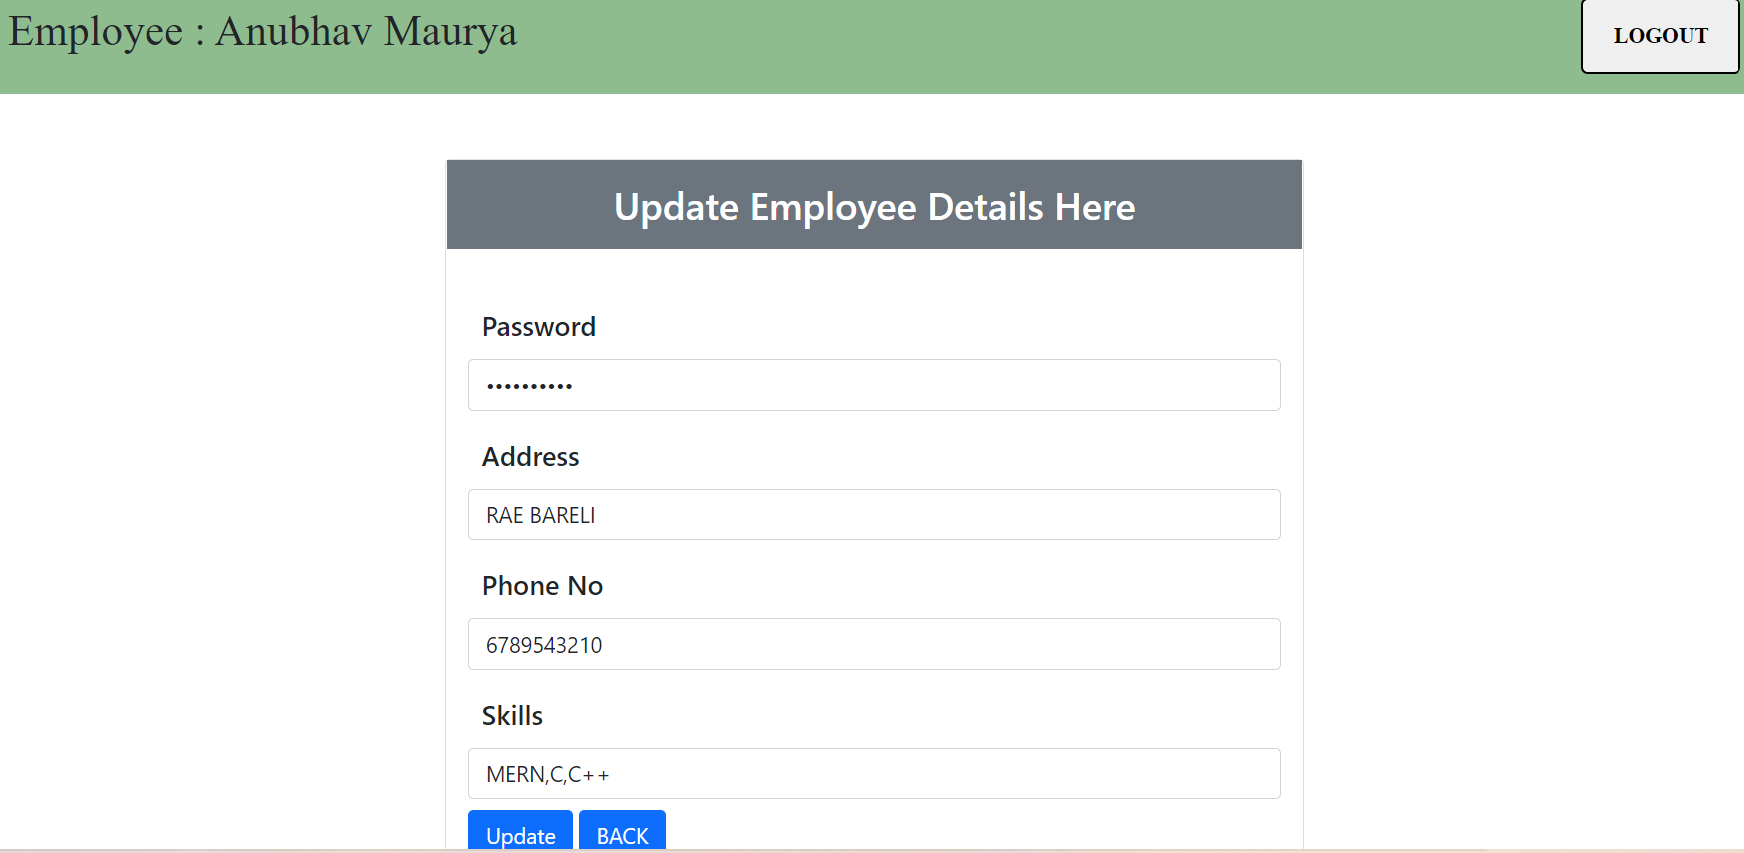 Employee : Anubhav Maurya
LOGOUT
Update Employee Details Here
Password
••••••••••
Address
RAE BARELI
Phone No
6789543210
Skills
MERN,C,C++
Update BACK